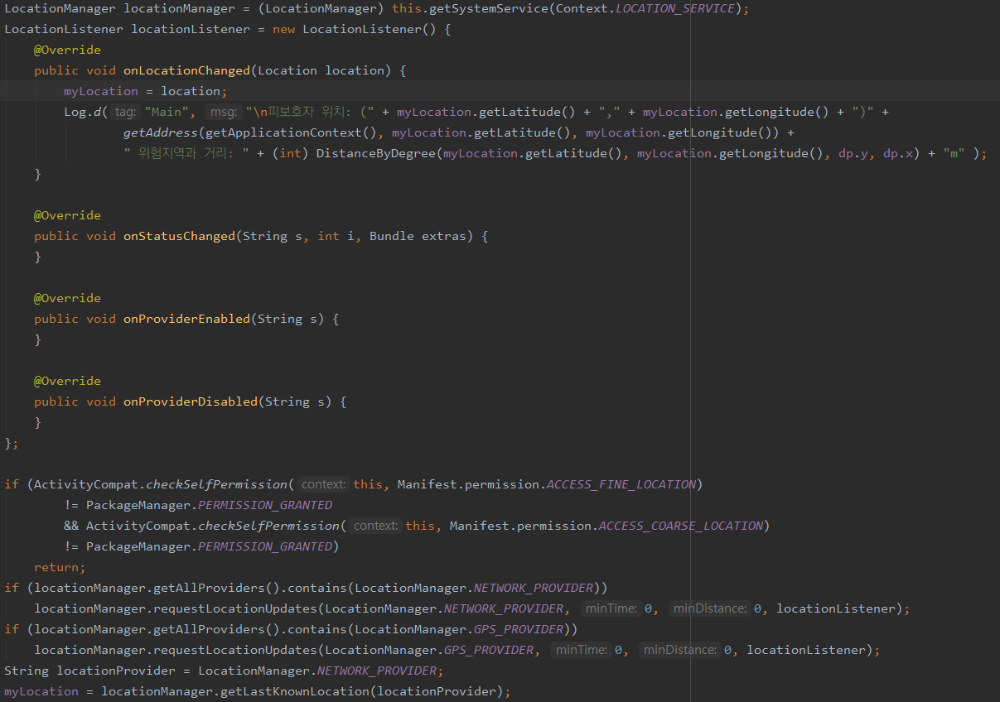 LocationManager locationManager = (LocationManager) this.getSystemService(Context.LOCATION_SERVICE);
LocationListener locationListener = new LocationListener() {
    @Override
    public void onLocationChanged(Location location) {
        myLocation = location;
        Log.d( tag: "Main", msg: "\n피보호자 위치: (" + myLocation.getLatitude() + "," + myLocation.getLongitude() + ")" +
                getAddress(getApplicationContext(), myLocation.getLatitude(), myLocation.getLongitude()) +
                " 위험지역과 거리: " + (int) DistanceByDegree(myLocation.getLatitude(), myLocation.getLongitude(), dp.y, dp.x) + "m" );
    }
    @Override
    public void onStatusChanged(String s, int i, Bundle extras) {
    }
    @Override
    public void onProviderEnabled(String s) {
    }
    @Override
    public void onProviderDisabled(String s) {
    }
};
if (ActivityCompat.checkSelfPermission( context: this, Manifest.permission.ACCESS_FINE_LOCATION)
        != PackageManager.PERMISSION_GRANTED
        && ActivityCompat.checkSelfPermission( context: this, Manifest.permission.ACCESS_COARSE_LOCATION)
        != PackageManager.PERMISSION_GRANTED)
    return;
if (locationManager.getAllProviders().contains(LocationManager.NETWORK_PROVIDER))
    locationManager.requestLocationUpdates(LocationManager.NETWORK_PROVIDER, minTime: 0, minDistance: 0, locationListener);
if (locationManager.getAllProviders().contains(LocationManager.GPS_PROVIDER))
    locationManager.requestLocationUpdates(LocationManager.GPS_PROVIDER, minTime: 0, minDistance: 0, locationListener);
String locationProvider = LocationManager.NETWORK_PROVIDER;
myLocation = locationManager.getLastKnownLocation(locationProvider);